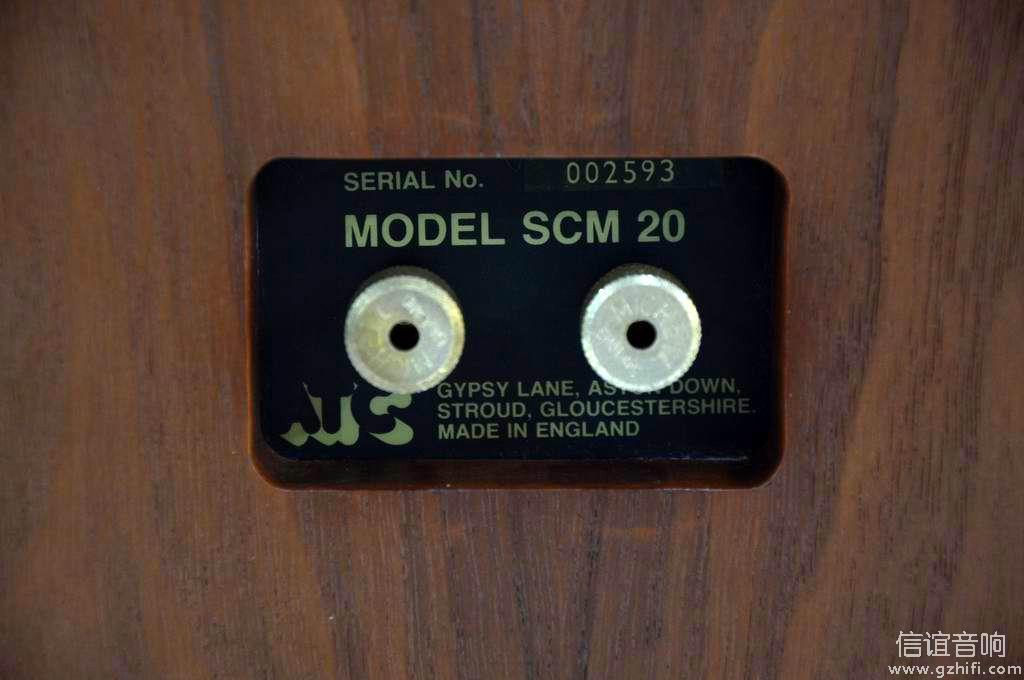 SERIAL No. 002593
MODEL SCM 20
GYPSY LANE, DOWN,
STROUD, GLOUCESTERSHIRE.
MADE IN ENGLAND
信谊音响
www.gzhifi.com